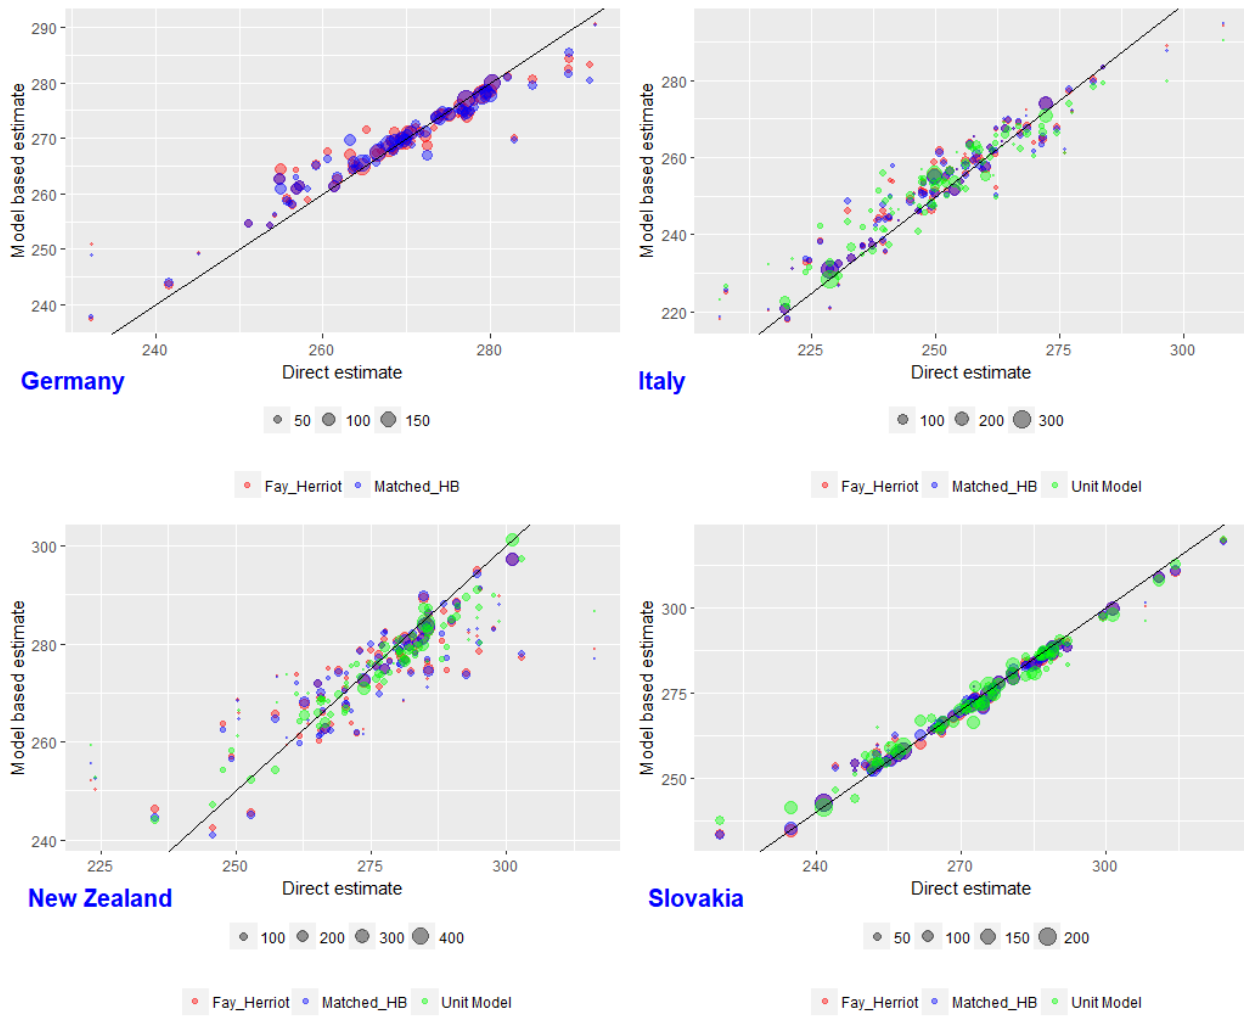 290
280
270
260
250
240
Model based estimate
240 260 280
Direct estimate
Germany
50 100 150
Fay_Herriot Matched_HB
280
260
240
220
Model based estimate
225 250 275 300
Direct estimate
Italy
100 200 300
Fay_Herriot Matched_HB Unit Model
300
280
260
240
Model based estimate
225 250 275 300
Direct estimate
New Zealand
100 200 300 400
Fay_Herriot Matched_HB Unit Model
300
275
250
Model based estimate
240 270 300
Direct estimate
Slovakia
50 100 150 200
Fay_Herriot Matched_HB Unit Model